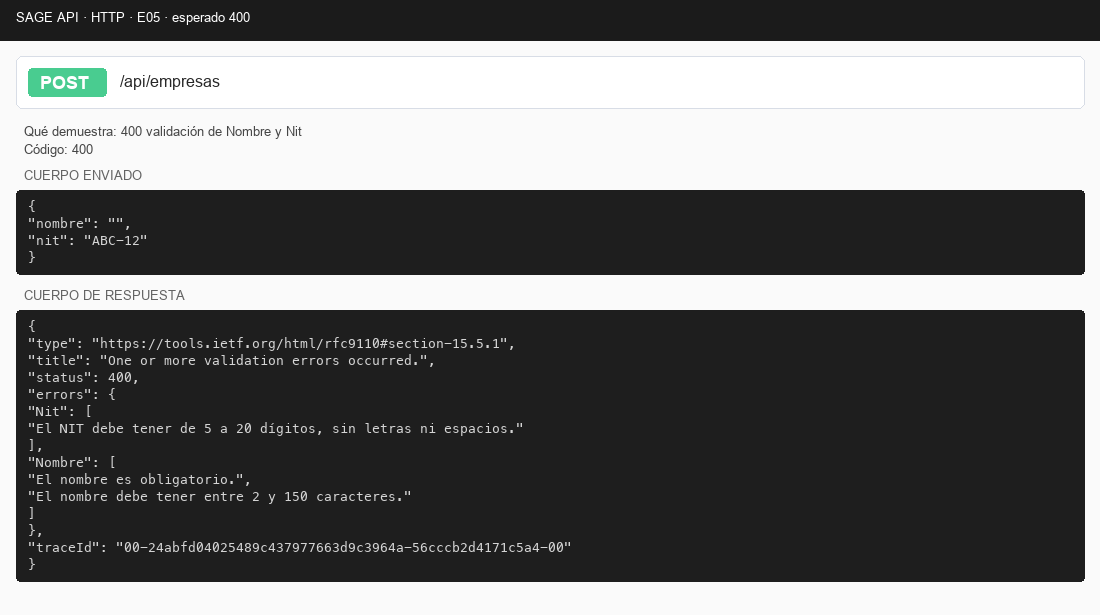 SAGE API · HTTP · E05 · esperado 400
POST /api/empresas
Qué demuestra: 400 validación de Nombre y Nit
Código: 400
CUERPO ENVIADO
{
"nombre": "",
"nit": "ABC-12"
}
CUERPO DE RESPUESTA
{
"type": "https://tools.ietf.org/html/rfc9110#section-15.5.1",
"title": "One or more validation errors occurred.",
"status": 400,
"errors": {
"Nit": [
"El NIT debe tener de 5 a 20 dígitos, sin letras ni espacios."
],
"Nombre": [
"El nombre es obligatorio.",
"El nombre debe tener entre 2 y 150 caracteres."
]
},
"traceId": "00-24abfd04025489c437977663d9c3964a-56cccb2d4171c5a4-00"
}